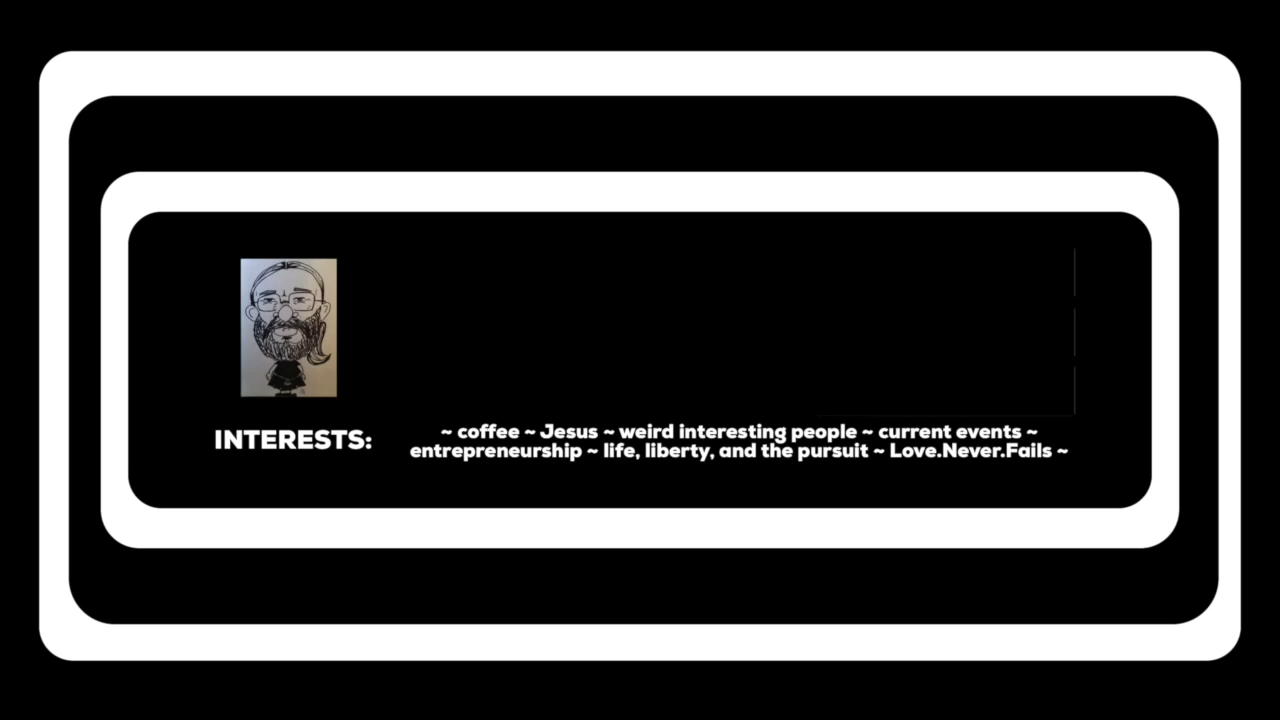 INTERESTS:
~ coffee ~ Jesus ~ weird interesting people ~ current events ~
entrepreneurship ~ life, liberty, and the pursuit ~ Love.Never.Fails ~